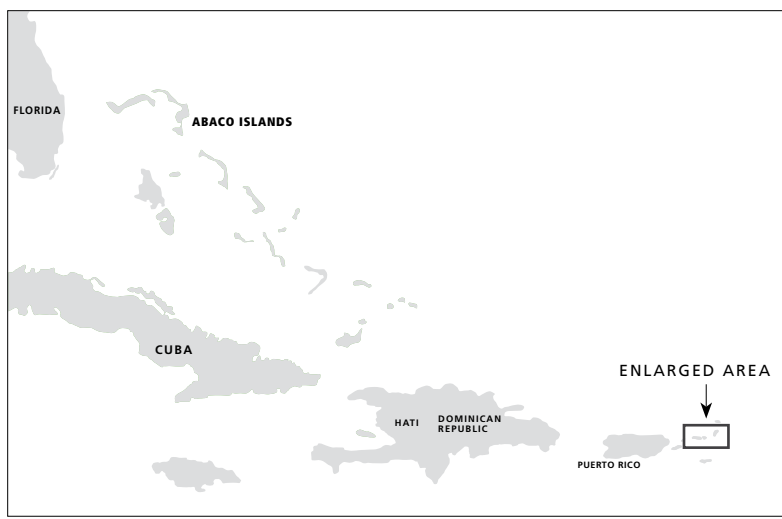 FLORIDA
ABACO ISLANDS
CUBA
ENLARGED AREA
HATI
DOMINICAN
REPUBLIC
PUERTO RICO